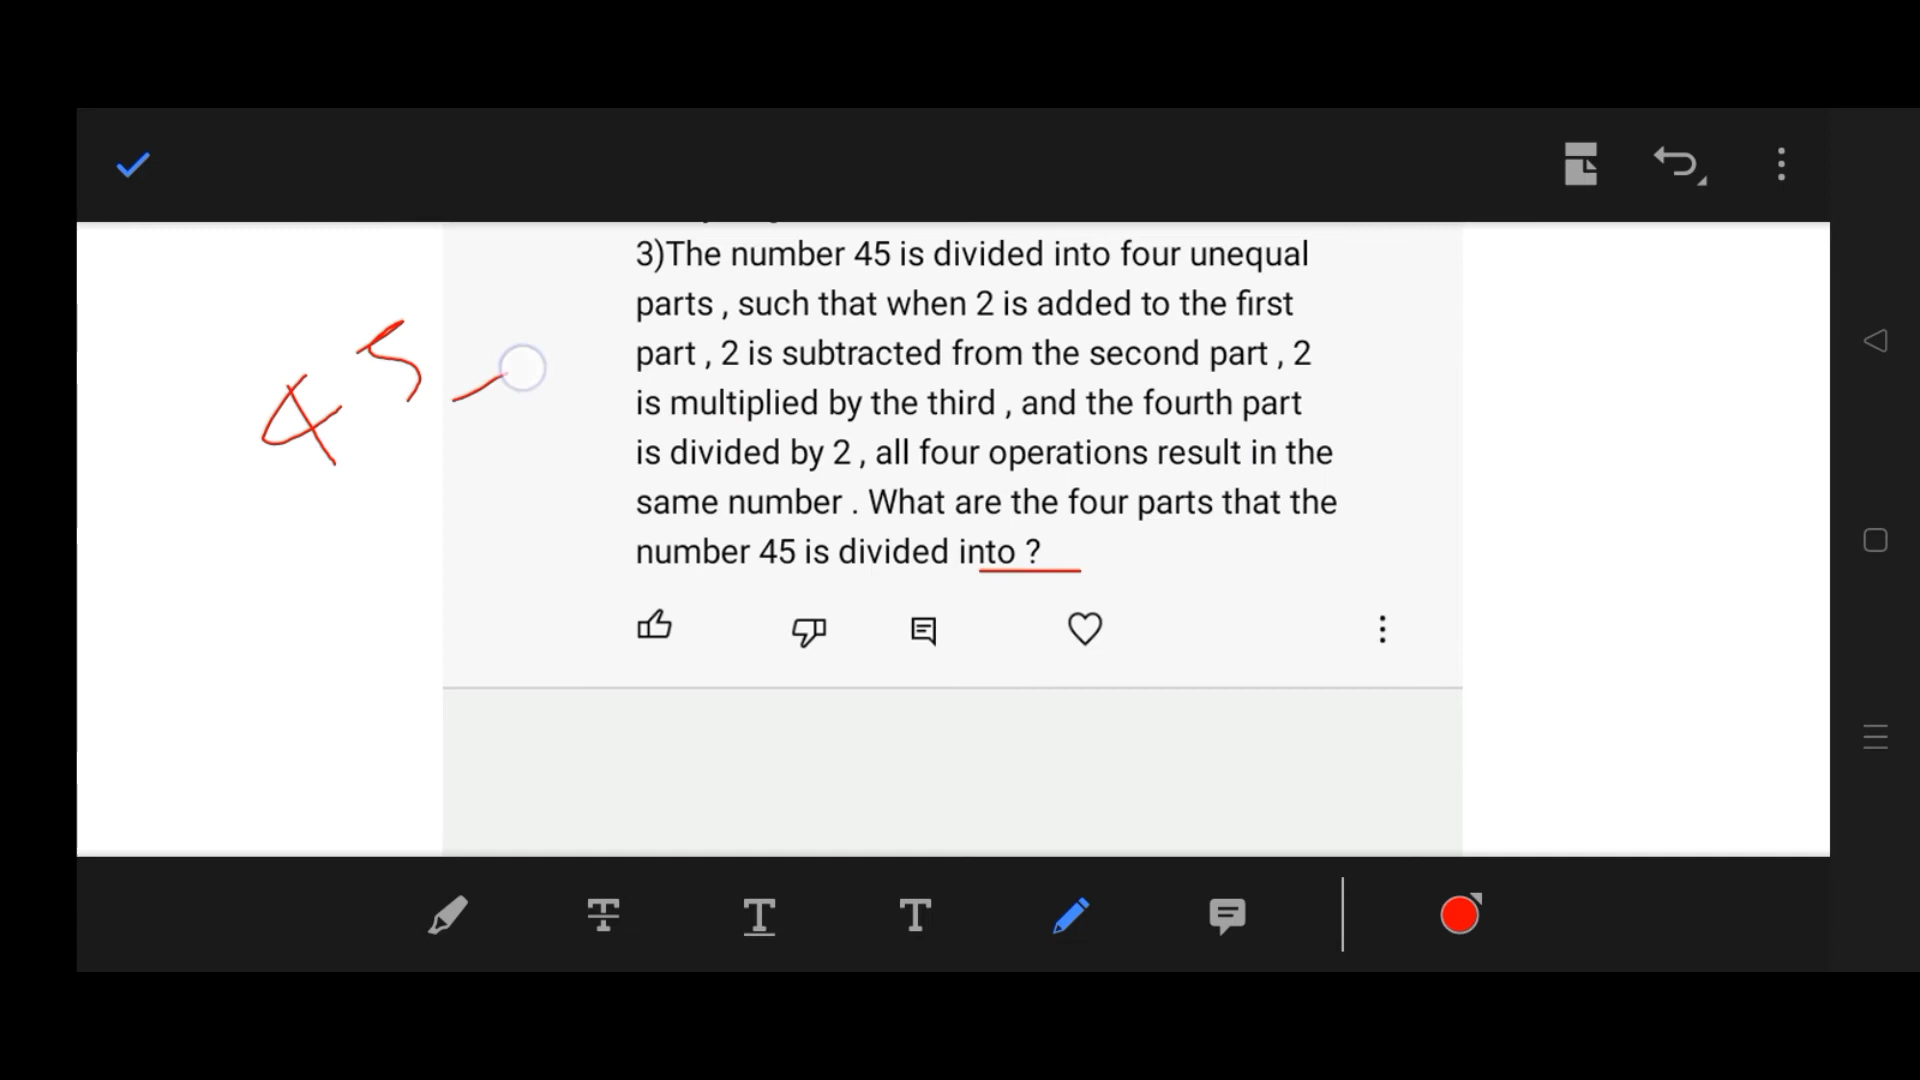 3)The number 45 is divided into four unequal
parts , such that when 2 is added to the first
part , 2 is subtracted from the second part , 2
is multiplied by the third , and the fourth part
is divided by 2 , all four operations result in the
same number . What are the four parts that the
number 45 is divided into ?
45